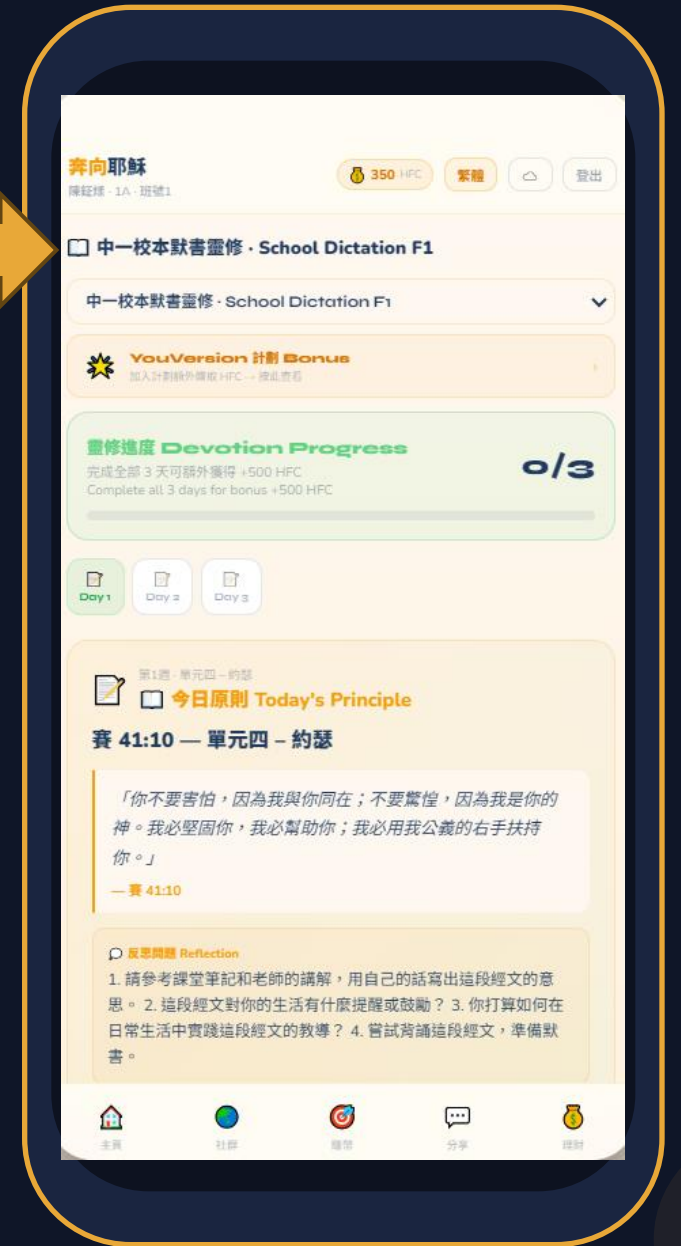 奔向耶穌
1A · 班號1
350 HFC
繁體
登出
中一校本默書靈修 · School Dictation F1
中一校本默書靈修 · School Dictation F1
YouVersion 計劃 Bonus
加入計劃額外賺取 HFC → 按此查看
靈修進度 Devotion Progress
完成全部 3 天可額外獲得 +500 HFC
Complete all 3 days for bonus +500 HFC
0/3
Day 1
Day 2
Day 3
第1週 · 單元四 – 約瑟
今日原則 Today's Principle
賽 41:10 — 單元四 – 約瑟
「你不要害怕，因為我與你同在；不要驚惶，因為我是你的
神。我必堅固你，我必幫助你；我必用我公義的右手扶持
你。」
— 賽 41:10
反思問題 Reflection
1. 請參考課堂筆記和老師的講解，用自己的話寫出這段經文的意
思。 2. 這段經文對你的生活有什麼提醒或鼓勵？ 3. 你打算如何在
日常生活中實踐這段經文的教導？ 4. 嘗試背誦這段經文，準備默
書。
主頁
社群
賺幣
分享
理財